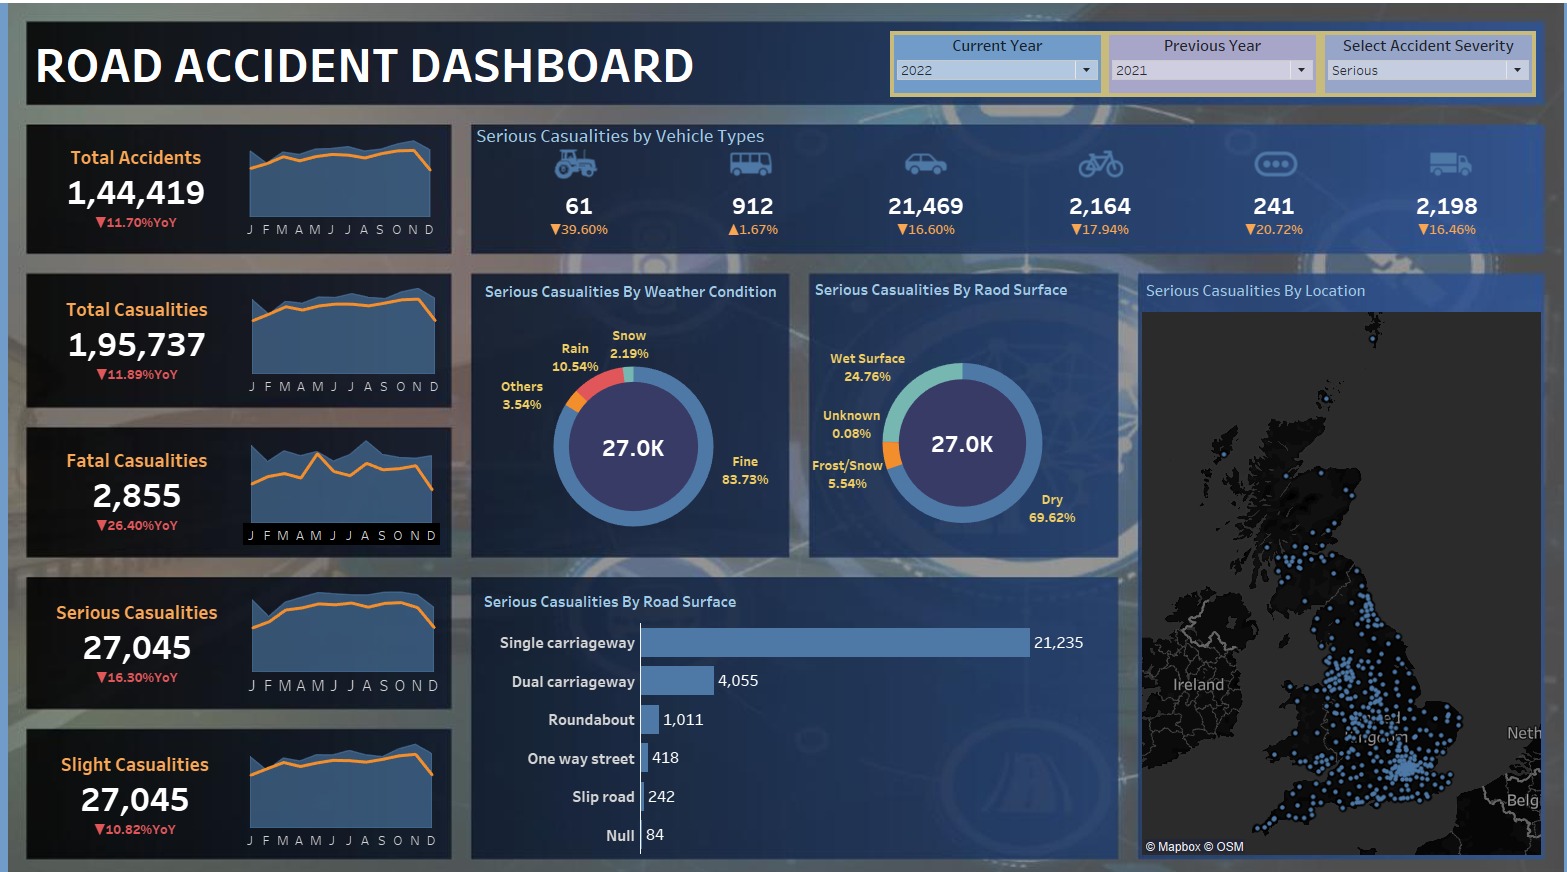 ROAD ACCIDENT DASHBOARD
Current Year
2022
Previous Year
2021
Select Accident Severity
Serious
Total Accidents
1,44,419
▼11.70%YoY
J F M A M J J A S O N D
Total Casualities
1,95,737
▼11.89%YoY
J F M A M J J A S O N D
Fatal Casualities
2,855
▼26.40%YoY
J F M A M J J A S O N D
Serious Casualities
27,045
▼16.30%YoY
J F M A M J J A S O N D
Slight Casualities
27,045
▼10.82%YoY
J F M A M J J A S O N D
Serious Casualities by Vehicle Types
61
▼39.60%
912
▲1.67%
21,469
▼16.60%
2,164
▼17.94%
241
▼20.72%
2,198
▼16.46%
Serious Casualities By Weather Condition
Snow
2.19%
Rain
10.54%
Others
3.54%
27.0K
Fine
83.73%
Serious Casualities By Raod Surface
Wet Surface
24.76%
Unknown
0.08%
Frost/Snow
5.54%
27.0K
Dry
69.62%
Serious Casualities By Road Surface
Single carriageway 21,235
Dual carriageway 4,055
Roundabout 1,011
One way street 418
Slip road 242
Null 84
Serious Casualities By Location
Ireland
Neth
Belg
© Mapbox © OSM